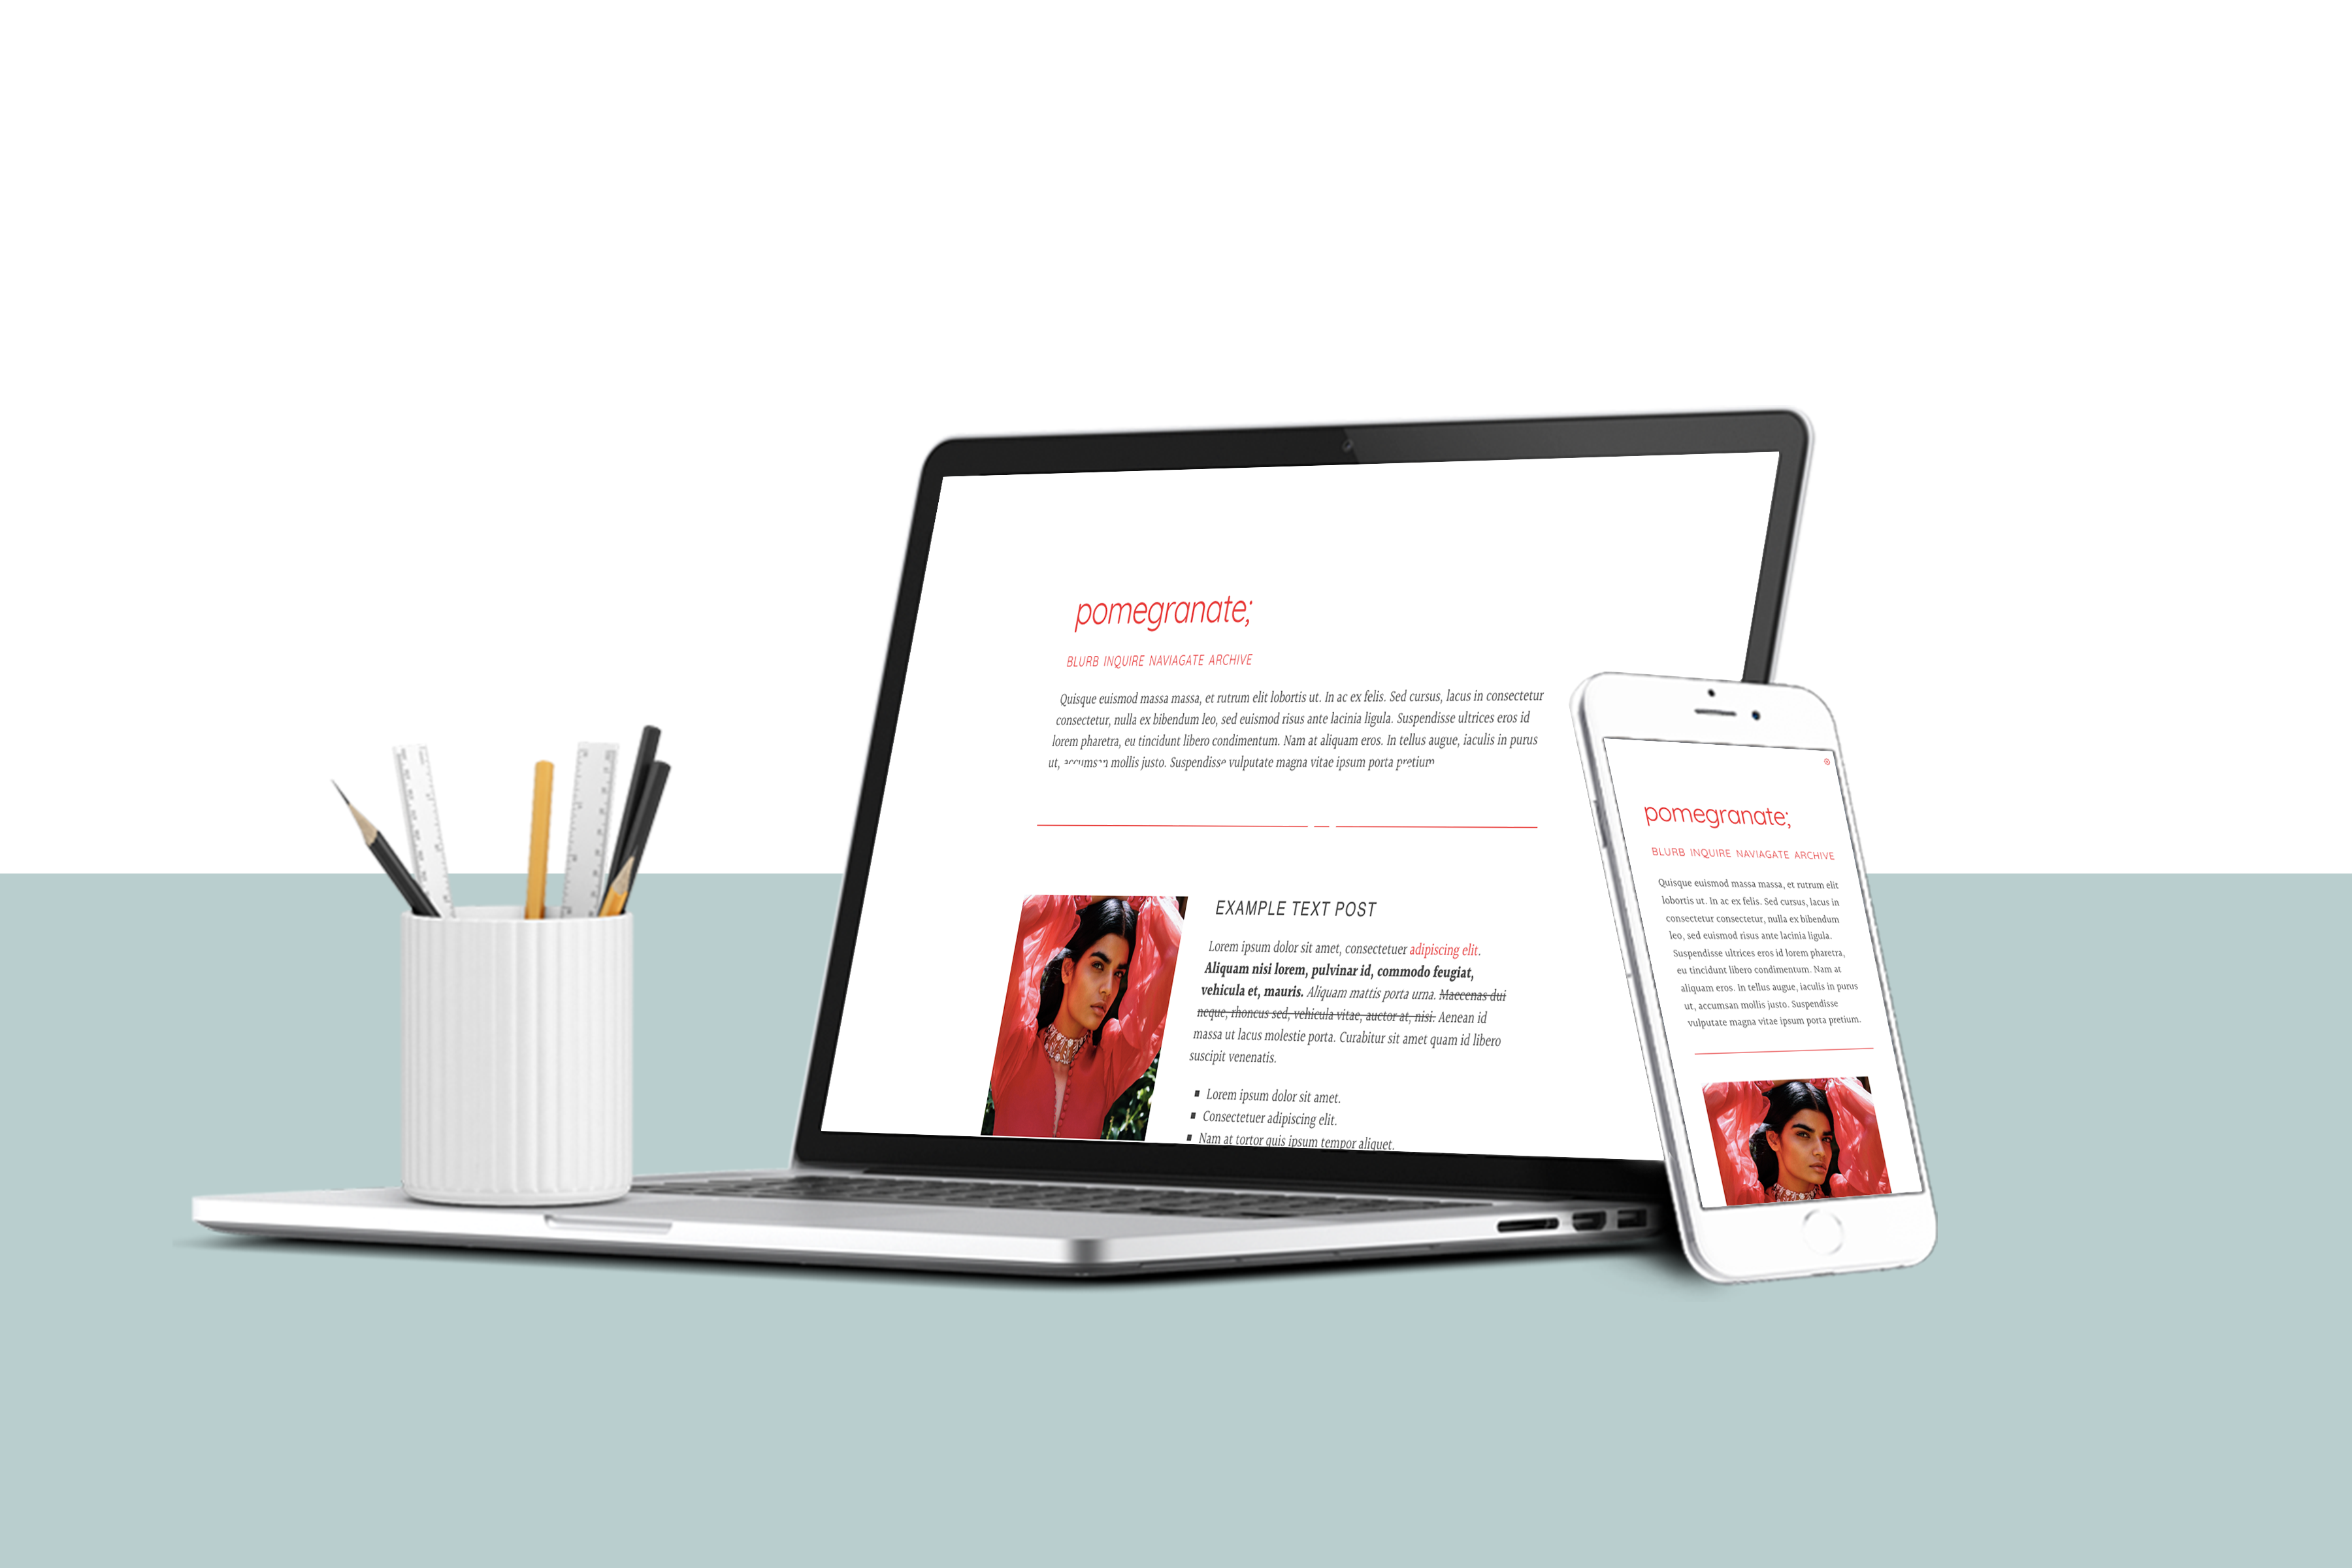 pomegranate;
BLURB INQUIRE NAVIAGATE ARCHIVE
Quisque euismod massa massa, et rutrum elit lobortis ut. In ac ex felis. Sed cursus, lacus in consectetur
consectetur, nulla ex bibendum leo, sed euismod risus ante lacinia ligula. Suspendisse ultrices eros id
lorem pharetra, eu tincidunt libero condimentum. Nam at aliquam eros. In tellus augue, iaculis in purus
ut, accumsan mollis justo. Suspendisse vulputate magna vitae ipsum porta pretium.
EXAMPLE TEXT POST
Lorem ipsum dolor sit amet, consectetuer adipiscing elit.
Aliquam nisi lorem, pulvinar id, commodo feugiat,
vehicula et, mauris. Aliquam mattis porta urna. Maecenas dui
neque, rhoncus sed, vehicula vitae, auctor at, nisi. Aenean id
massa ut lacus molestie porta. Curabitur sit amet quam id libero
suscipit venenatis.
Lorem ipsum dolor sit amet.
Consectetuer adipiscing elit.
Nam at tortor quis ipsum tempor aliquet.
pomegranate;
BLURB INQUIRE NAVIAGATE ARCHIVE
Quisque euismod massa massa, et rutrum elit
lobortis ut. In ac ex felis. Sed cursus, lacus in
consectetur consectetur, nulla ex bibendum
leo, sed euismod risus ante lacinia ligula.
Suspendisse ultrices eros id lorem pharetra,
eu tincidunt libero condimentum. Nam at
aliquam eros. In tellus augue, iaculis in purus
ut, accumsan mollis justo. Suspendisse
vulputate magna vitae ipsum porta pretium.